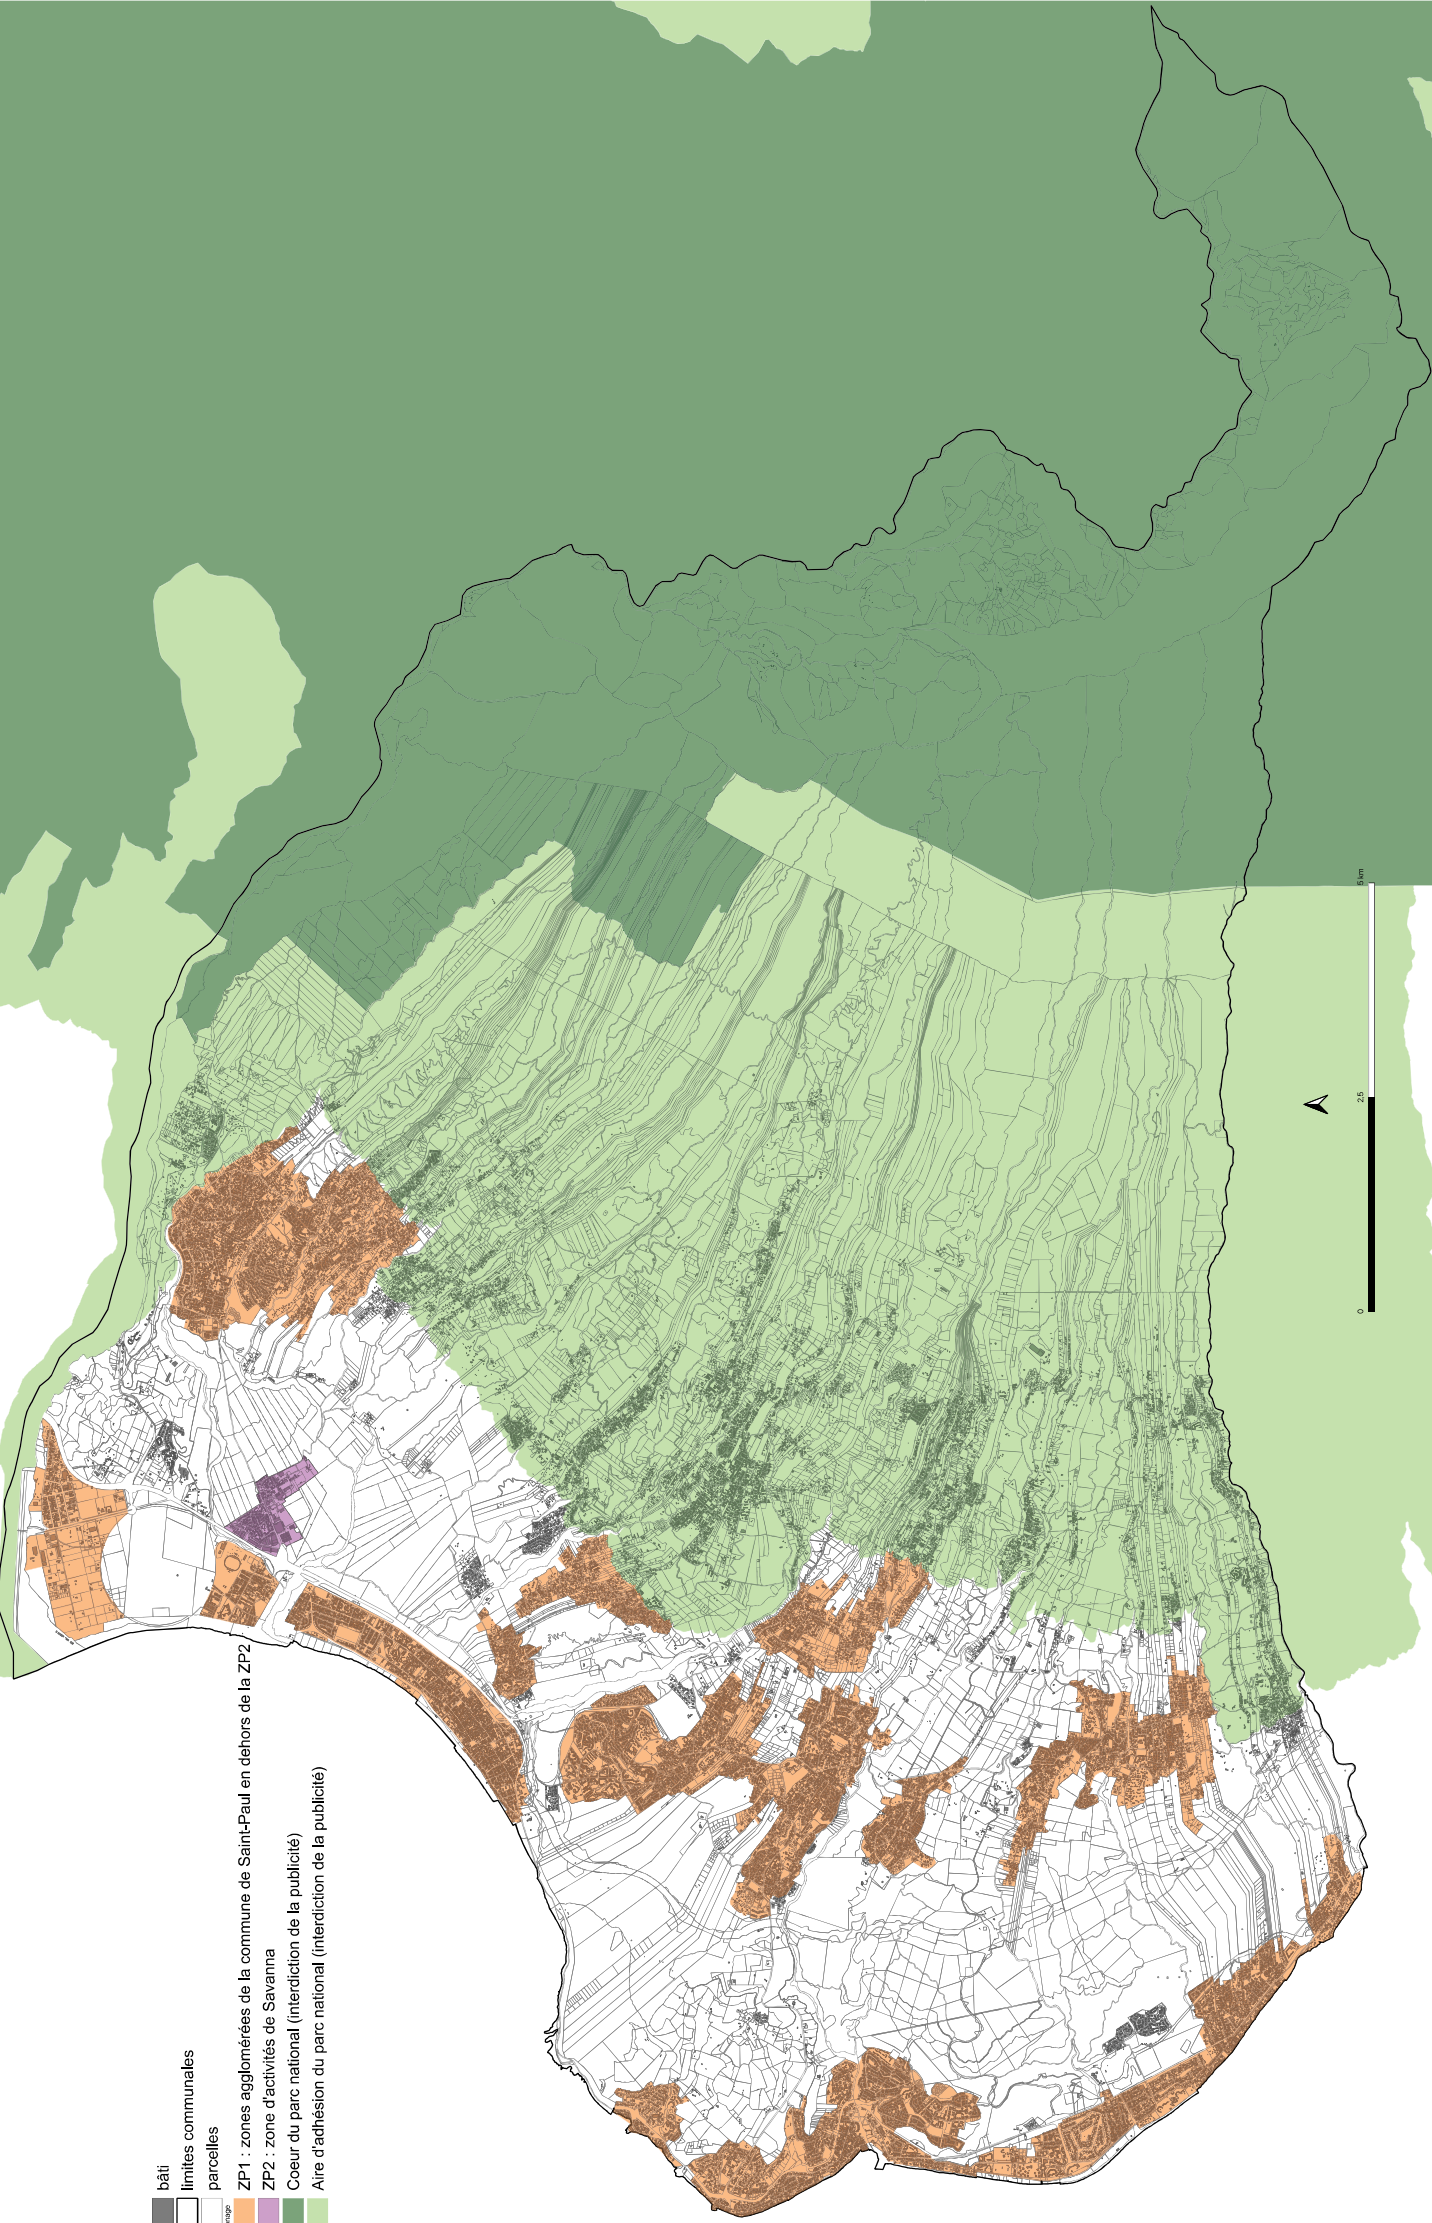 bâti
limites communales
parcelles
ZP1 : zones agglomérées de la commune de Saint-Paul en dehors de la ZP2
ZP2 : zone d'activités de Savanna
Coeur du parc national (interdiction de la publicité)
Aire d'adhésion du parc national (interdiction de la publicité)
0
2.5
5 km